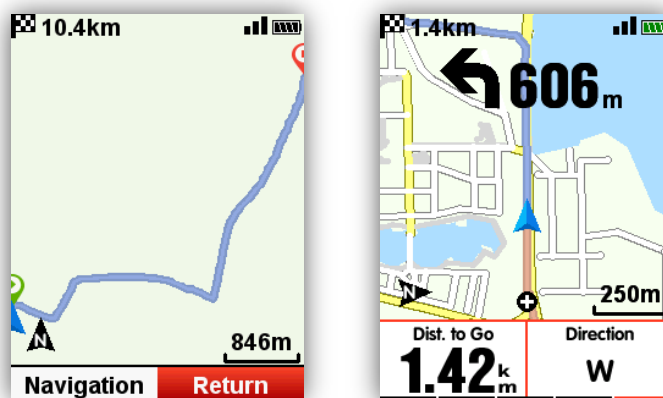 10.4km
N
846m
Navigation Return
1.4km
606m
N
250m
Dist. to Go Direction
1.42km W